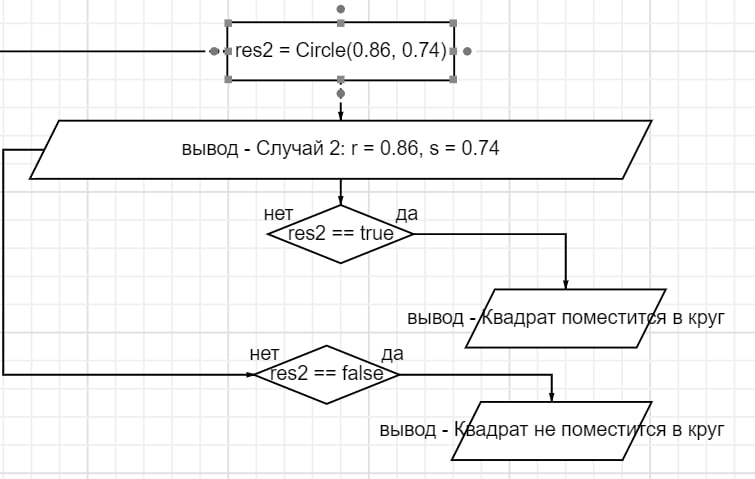 res2 = Circle(0.86, 0.74)
вывод - Случай 2: r = 0.86, s = 0.74
нет
да
res2 == true
вывод - Квадрат поместится в круг
нет
да
res2 == false
вывод - Квадрат не поместится в круг